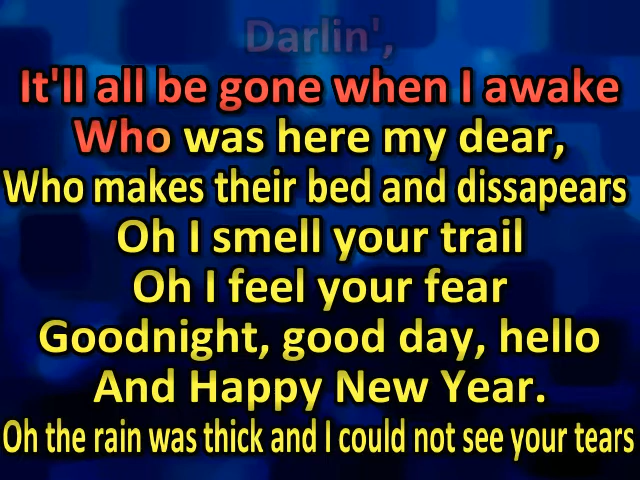 Darlin',
It'll all be gone when I awake
Who was here my dear,
Who makes their bed and dissapears
Oh I smell your trail
Oh I feel your fear
Goodnight, good day, hello
And Happy New Year.
Oh the rain was thick and I could not see your tears